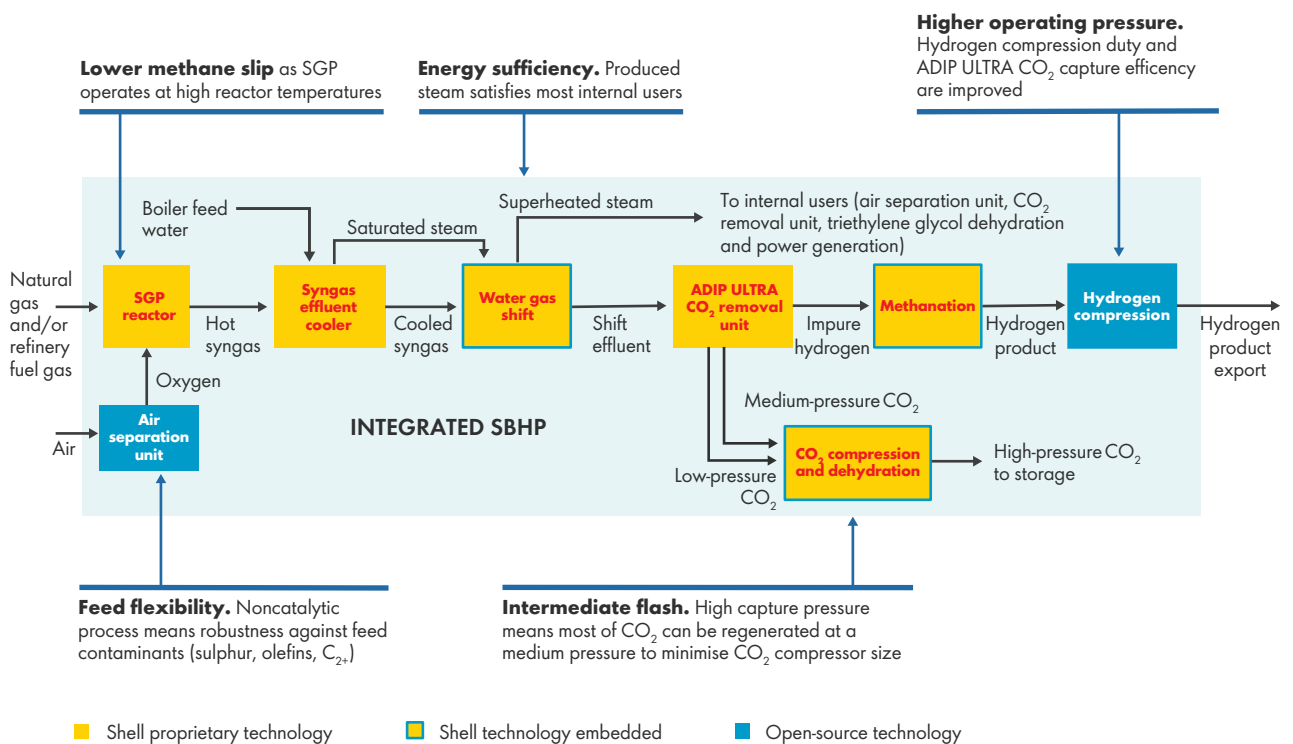 Lower methane slip as SGP
operates at high reactor temperatures
Energy sufficiency. Produced
steam satisfies most internal users
Higher operating pressure.
Hydrogen compression duty and
ADIP ULTRA CO₂ capture efficency
are improved
Boiler feed
water
Saturated steam
Superheated steam
To internal users (air separation unit, CO₂
removal unit, triethylene glycol dehydration
and power generation)
Natural
gas
and/or
refinery
fuel gas
SGP
reactor
Hot
syngas
Syngas
effluent
cooler
Cooled
syngas
Water gas
shift
Shift
effluent
ADIP ULTRA
CO₂ removal
unit
Impure
hydrogen
Methanation
Hydrogen
product
Hydrogen
compression
Hydrogen
product
export
Oxygen
Air
Air
separation
unit
INTEGRATED SBHP
Medium-pressure CO₂
Low-pressure
CO₂
CO₂ compression
and dehydration
High-pressure CO₂
to storage
Feed flexibility. Noncatalytic
process means robustness against feed
contaminants (sulphur, olefins, C₂₊)
Intermediate flash. High capture pressure
means most of CO₂ can be regenerated at a
medium pressure to minimise CO₂ compressor size
Shell proprietary technology
Shell technology embedded
Open-source technology